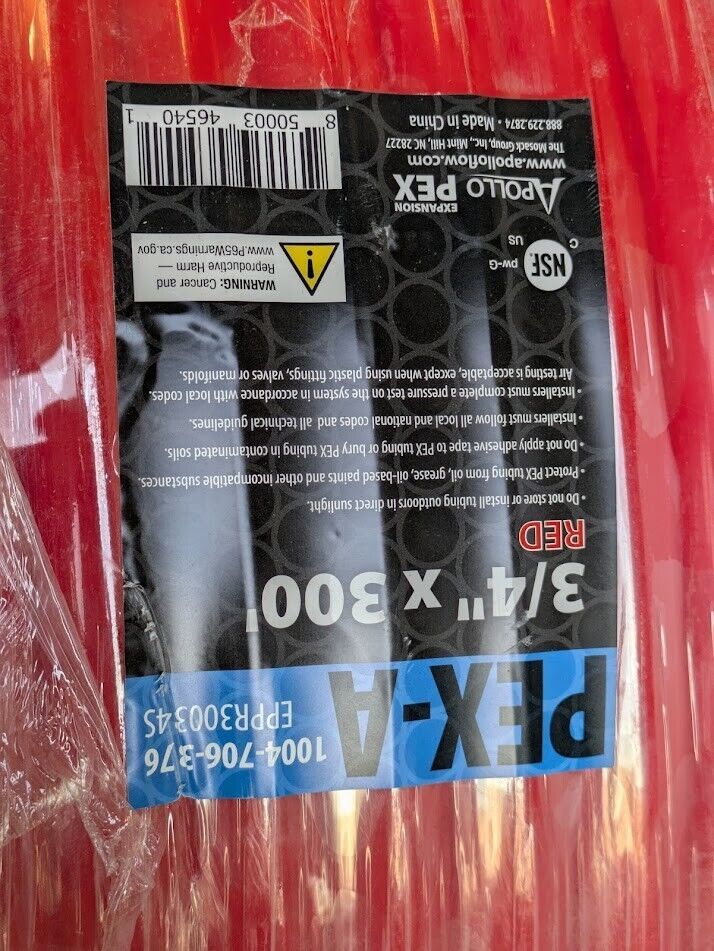 PEX-A
1004-706-376
EPPR30034S
3/4" x 300'
RED
• Do not store or install tubing outdoors in direct sunlight.
• Protect PEX tubing from oil, grease, oil-based paints and other incompatible substances.
• Do not apply adhesive tape to PEX tubing or bury PEX tubing in contaminated soils.
• Installers must follow all local and national codes and all technical guidelines.
• Installers must complete a pressure test on the system in accordance with local codes.
Air testing is acceptable, except when using plastic fittings, valves or manifolds.
NSF.
pw-G
C US
! WARNING: Cancer and
Reproductive Harm —
www.P65Warnings.ca.gov
EXPANSION
APOLLO PEX
www.apolloflow.com
The Mosack Group, Inc., Mint Hill, NC 28227
888.229.2874 • Made in China
8 50003 46540 1